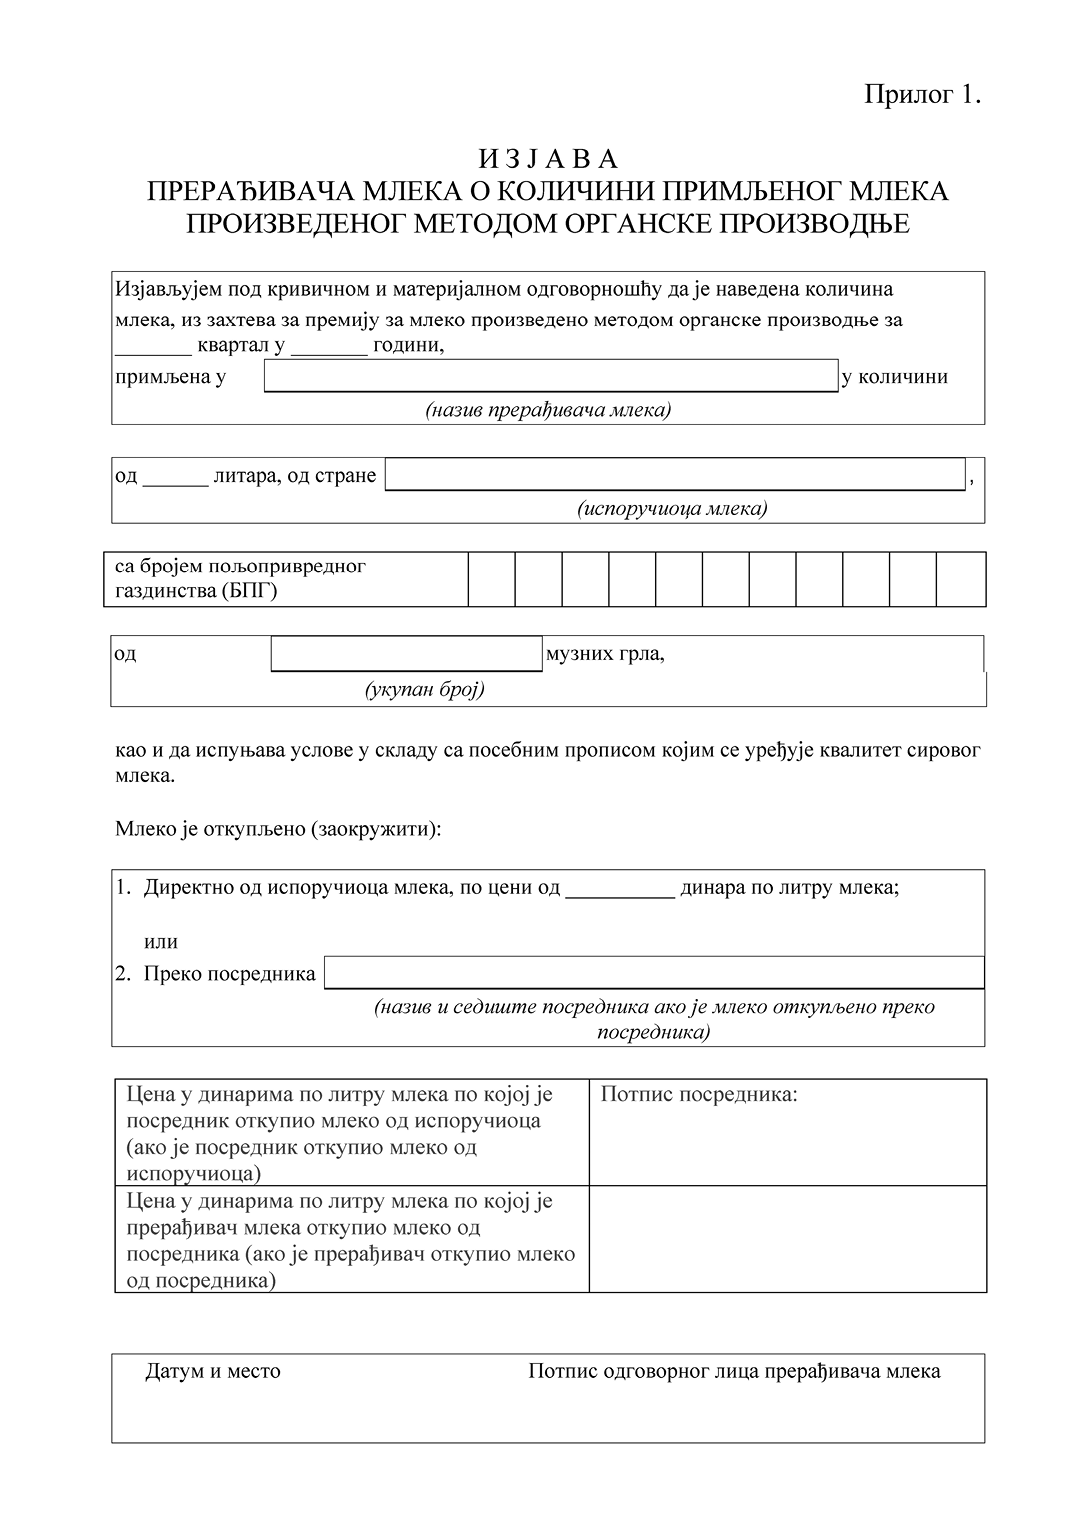 Прилог 1.
И З Ј А В А
ПРЕРАЂИВАЧА МЛЕКА О КОЛИЧИНИ ПРИМЉЕНОГ МЛЕКА
ПРОИЗВЕДЕНОГ МЕТОДОМ ОРГАНСКЕ ПРОИЗВОДЊЕ
Изјављујем под кривичном и материјалном одговорношћу да је наведена количина
млека, из захтева за премију за млеко произведено методом органске производње за
_______ квартал у _______ години,
примљена у у количини
(назив прерађивача млека)
од ______ литара, од стране ,
(испоручиоца млека)
са бројем пољопривредног
газдинства (БПГ)
од музних грла,
(укупан број)
као и да испуњава услове у складу са посебним прописом којим се уређује квалитет сировог
млека.
Млеко је откупљено (заокружити):
1. Директно од испоручиоца млека, по цени од __________ динара по литру млека;
или
2. Преко посредника
(назив и седиште посредника ако је млеко откупљено преко
посредника)
Цена у динарима по литру млека по којој је
посредник откупио млеко од испоручиоца
(ако је посредник откупио млеко од
испоручиоца)
Потпис посредника:
Цена у динарима по литру млека по којој је
прерађивач млека откупио млеко од
посредника (ако је прерађивач откупио млеко
од посредника)
Датум и место Потпис одговорног лица прерађивача млека